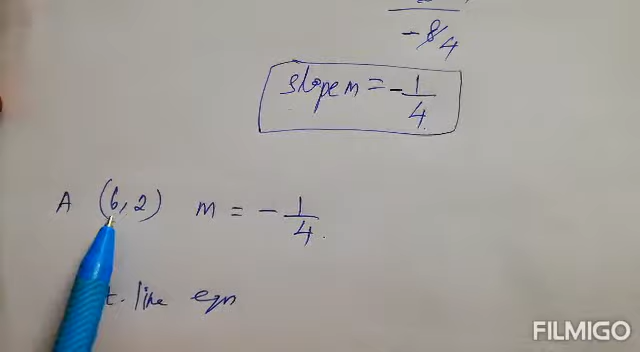 - 8 4
slope m = - 1/4
A (6, 2) m = - 1/4.
t. line eqn
FILMIGO